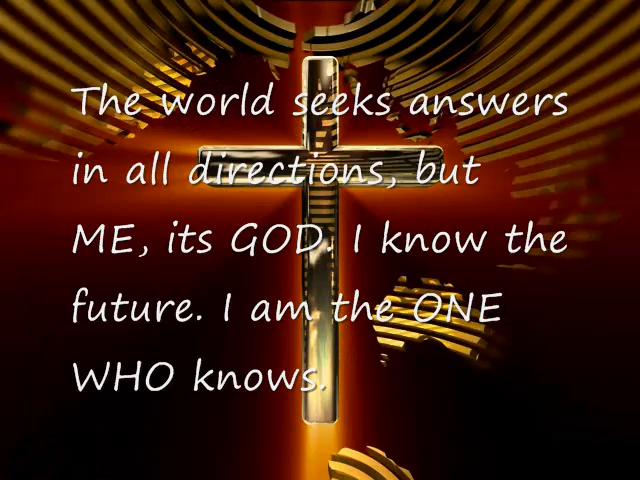 The world seeks answers
in all directions, but
ME, its GOD. I know the
future. I am the ONE
WHO knows.